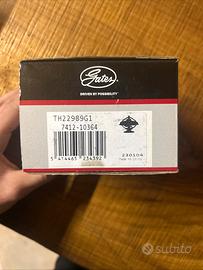 Gates
DRIVEN BY POSSIBILITY
TH22989G1
7412-10364
5 414465 234392
230104
subito